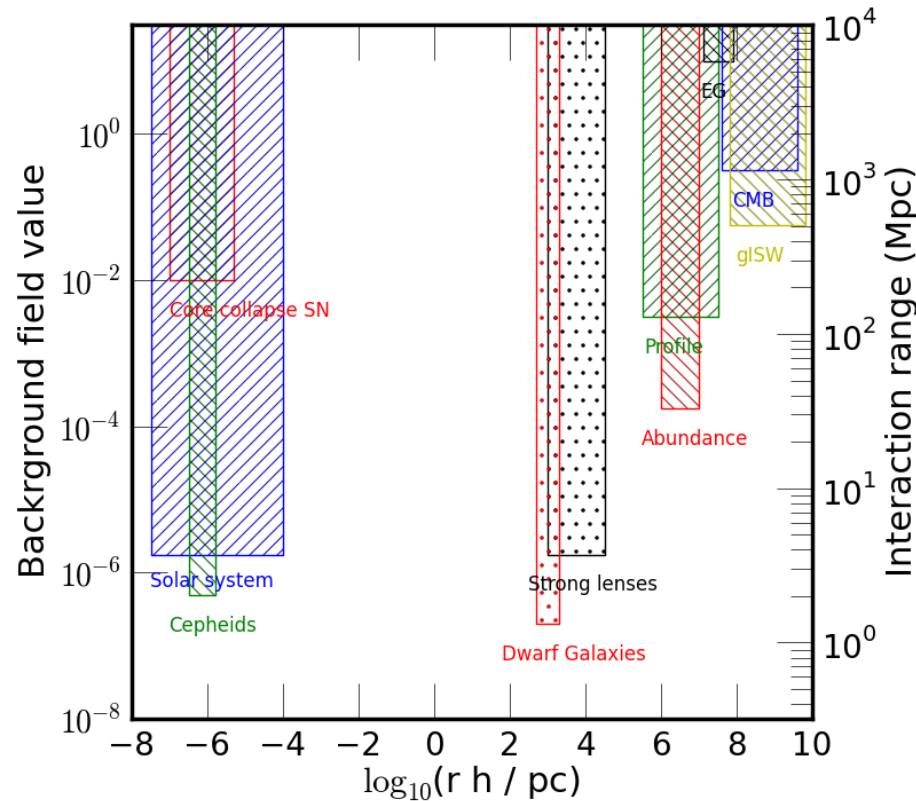 Background field value
10^0
10^-2
10^-4
10^-6
10^-8
EG
CMB
gISW
Core collapse SN
Profile
Abundance
Solar system
Strong lenses
Cepheids
Dwarf Galaxies
10^4
10^3
10^2
10^1
10^0
Interaction range (Mpc)
−8 −6 −4 −2 0 2 4 6 8 10
log₁₀(r h / pc)